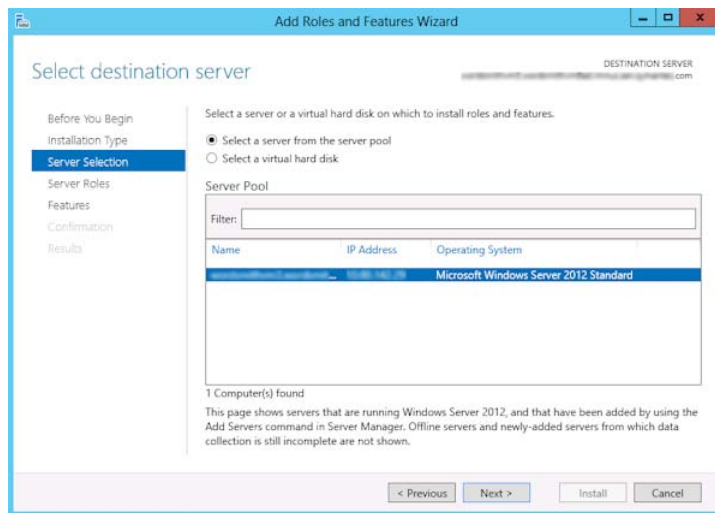 Add Roles and Features Wizard
Select destination server
DESTINATION SERVER
.com
Before You Begin
Installation Type
Server Selection
Server Roles
Features
Confirmation
Results
Select a server or a virtual hard disk on which to install roles and features.
Select a server from the server pool
Select a virtual hard disk
Server Pool
Filter:
Name IP Address Operating System
Microsoft Windows Server 2012 Standard
1 Computer(s) found
This page shows servers that are running Windows Server 2012, and that have been added by using the
Add Servers command in Server Manager. Offline servers and newly-added servers from which data
collection is still incomplete are not shown.
< Previous Next > Install Cancel